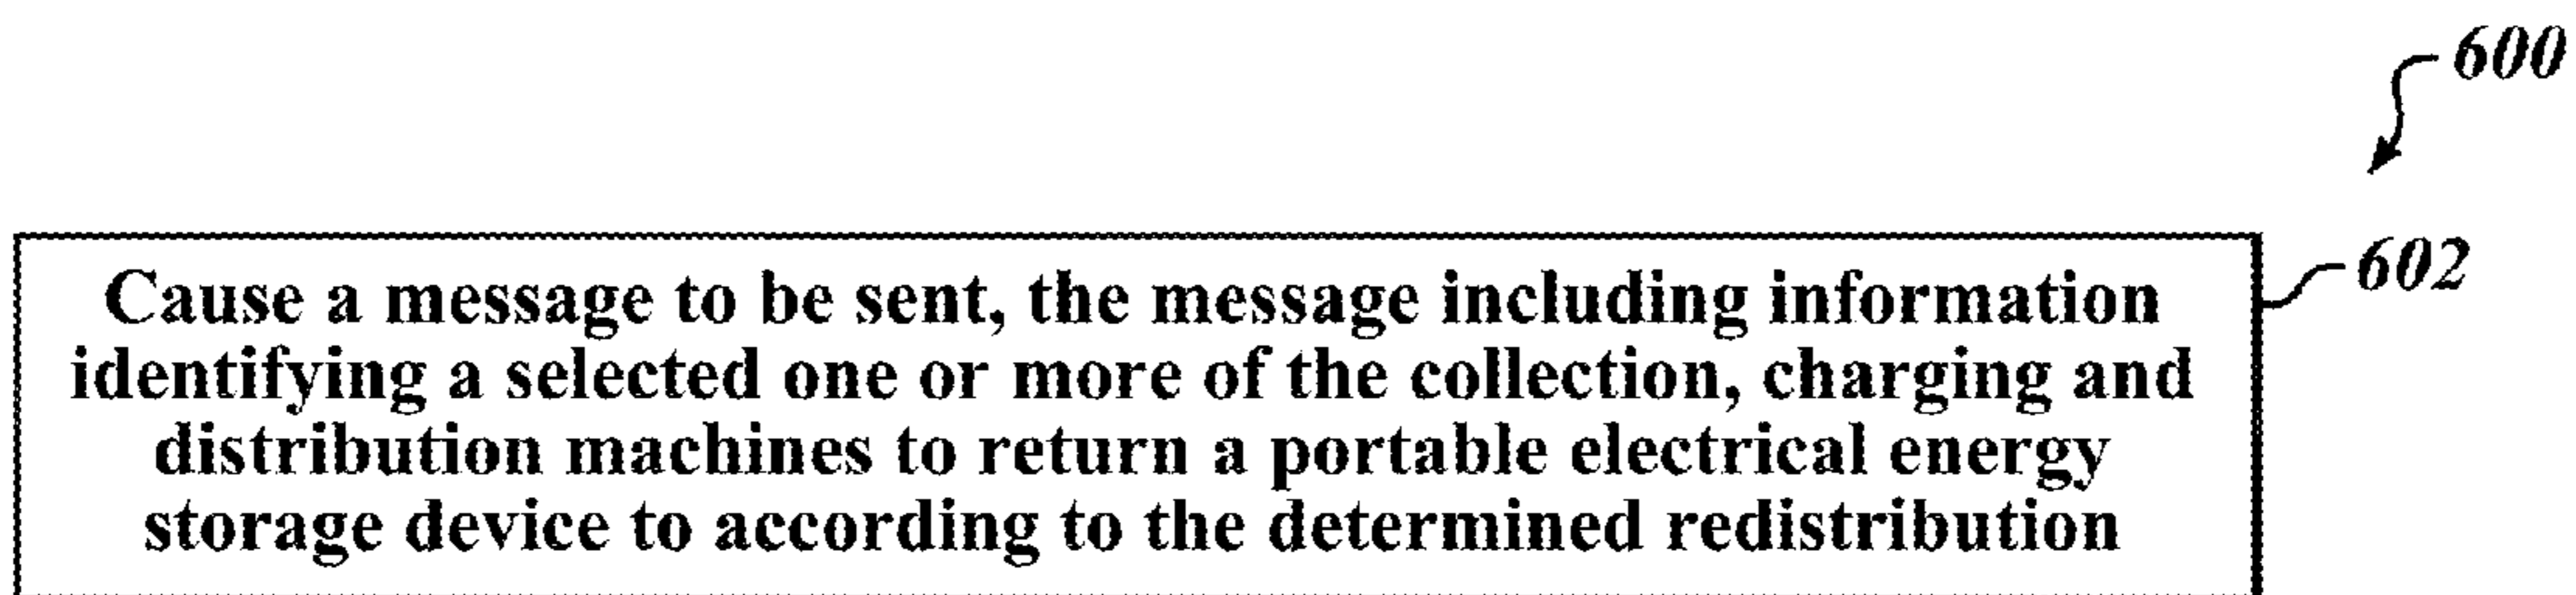 600
602
Cause a message to be sent, the message including information
identifying a selected one or more of the collection, charging and
distribution machines to return a portable electrical energy
storage device to according to the determined redistribution